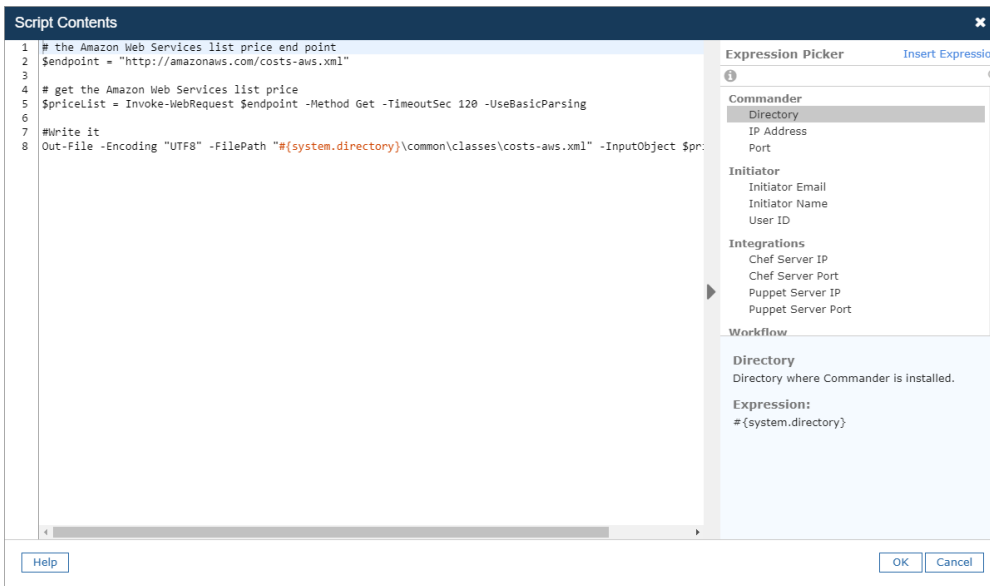 Script Contents
1 # the Amazon Web Services list price end point
2 $endpoint = "http://amazonaws.com/costs-aws.xml"
3
4 # get the Amazon Web Services list price
5 $priceList = Invoke-WebRequest $endpoint -Method Get -TimeoutSec 120 -UseBasicParsing
6
7 #Write it
8 Out-File -Encoding "UTF8" -FilePath "#{system.directory}\common\classes\costs-aws.xml" -InputObject $pri
Expression Picker
Insert Expressio
Commander
Directory
IP Address
Port
Initiator
Initiator Email
Initiator Name
User ID
Integrations
Chef Server IP
Chef Server Port
Puppet Server IP
Puppet Server Port
Workflow
Directory
Directory where Commander is installed.
Expression:
#{system.directory}
Help
OK
Cancel